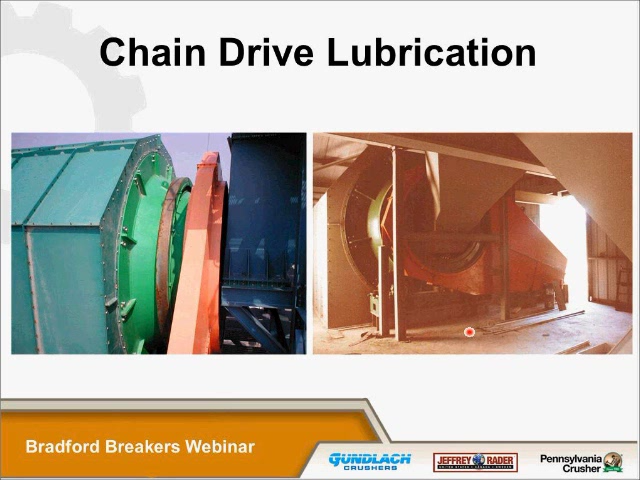 Chain Drive Lubrication
Bradford Breakers Webinar
GUNDLACH
CRUSHERS
JEFFREY RADER
Pennsylvania
Crusher